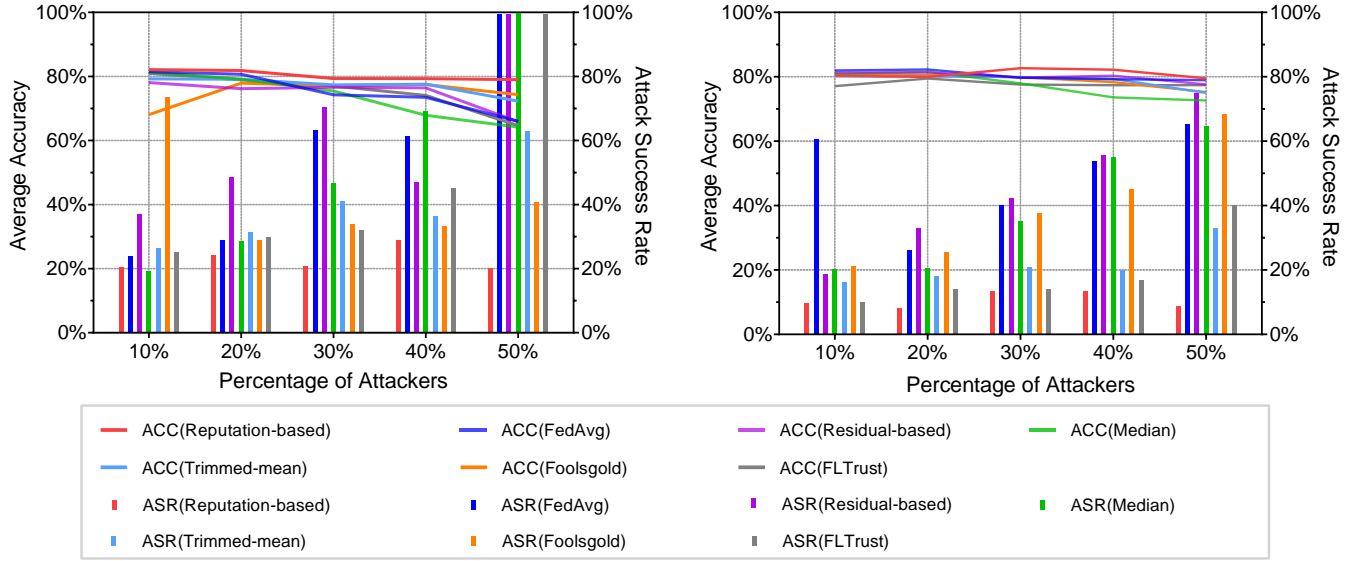 100%
80%
60%
40%
20%
0%
Average Accuracy
100%
80%
60%
40%
20%
0%
Attack Success Rate
10% 20% 30% 40% 50%
Percentage of Attackers
100%
80%
60%
40%
20%
0%
Average Accuracy
100%
80%
60%
40%
20%
0%
Attack Success Rate
10% 20% 30% 40% 50%
Percentage of Attackers
ACC(Reputation-based) ACC(FedAvg) ACC(Residual-based) ACC(Median)
ACC(Trimmed-mean) ACC(Foolsgold) ACC(FLTrust)
ASR(Reputation-based) ASR(FedAvg) ASR(Residual-based) ASR(Median)
ASR(Trimmed-mean) ASR(Foolsgold) ASR(FLTrust)